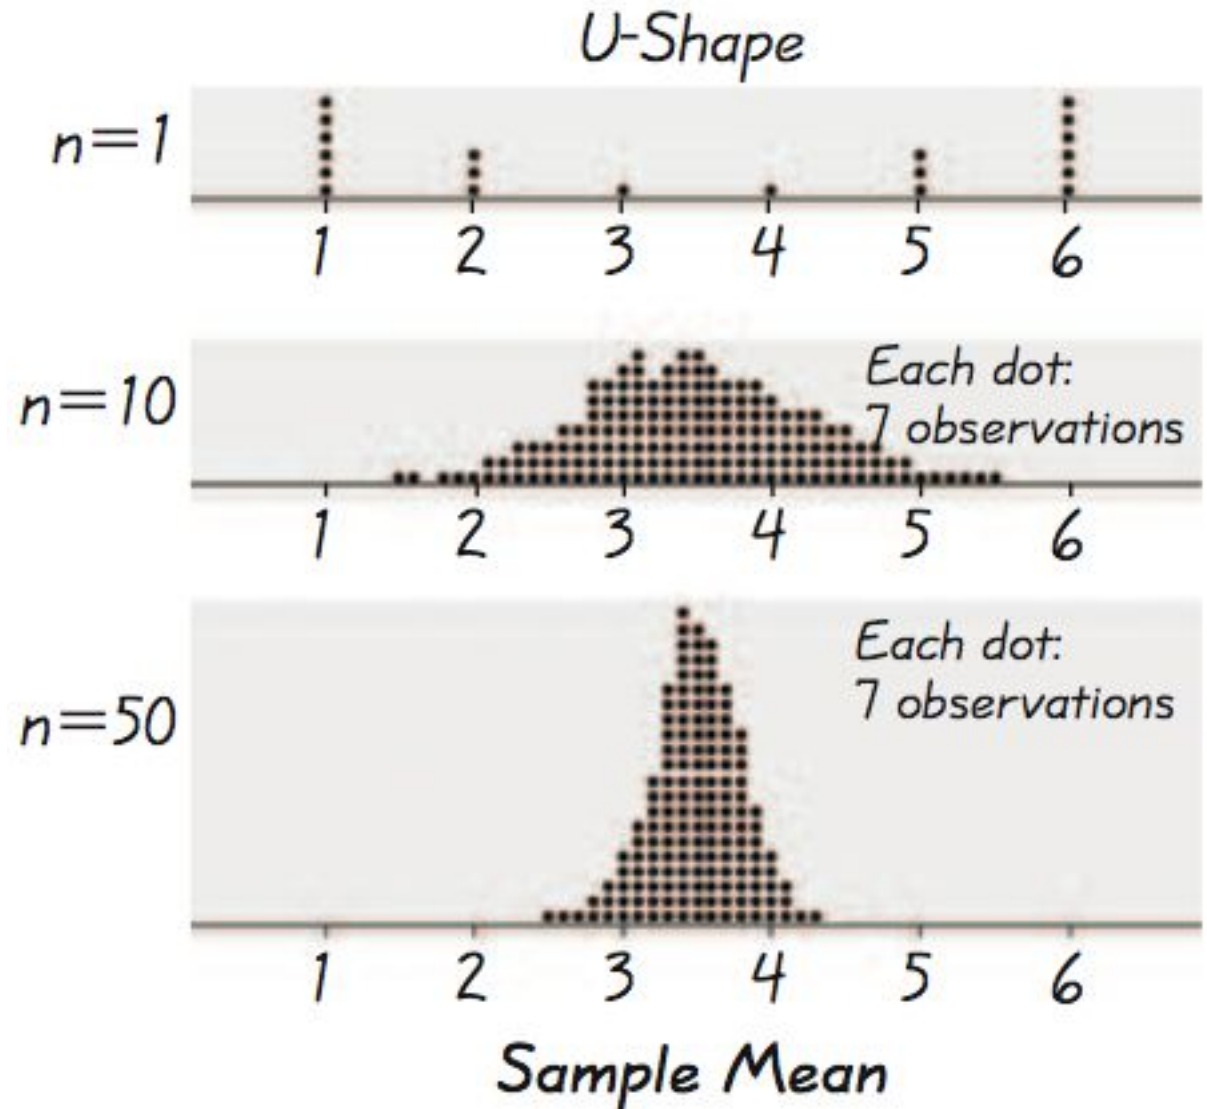 U-Shape
n=1
1 2 3 4 5 6
n=10
Each dot:
7 observations
1 2 3 4 5 6
n=50
Each dot:
7 observations
1 2 3 4 5 6
Sample Mean